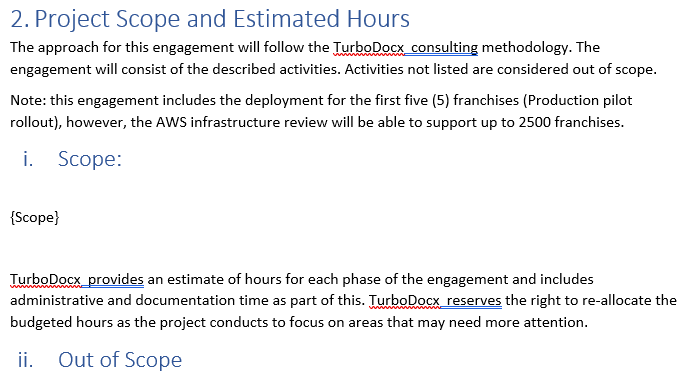 2. Project Scope and Estimated Hours
The approach for this engagement will follow the TurboDocx consulting methodology. The
engagement will consist of the described activities. Activities not listed are considered out of scope.
Note: this engagement includes the deployment for the first five (5) franchises (Production pilot
rollout), however, the AWS infrastructure review will be able to support up to 2500 franchises.
i. Scope:
{Scope}
TurboDocx provides an estimate of hours for each phase of the engagement and includes
administrative and documentation time as part of this. TurboDocx reserves the right to re-allocate the
budgeted hours as the project conducts to focus on areas that may need more attention.
ii. Out of Scope